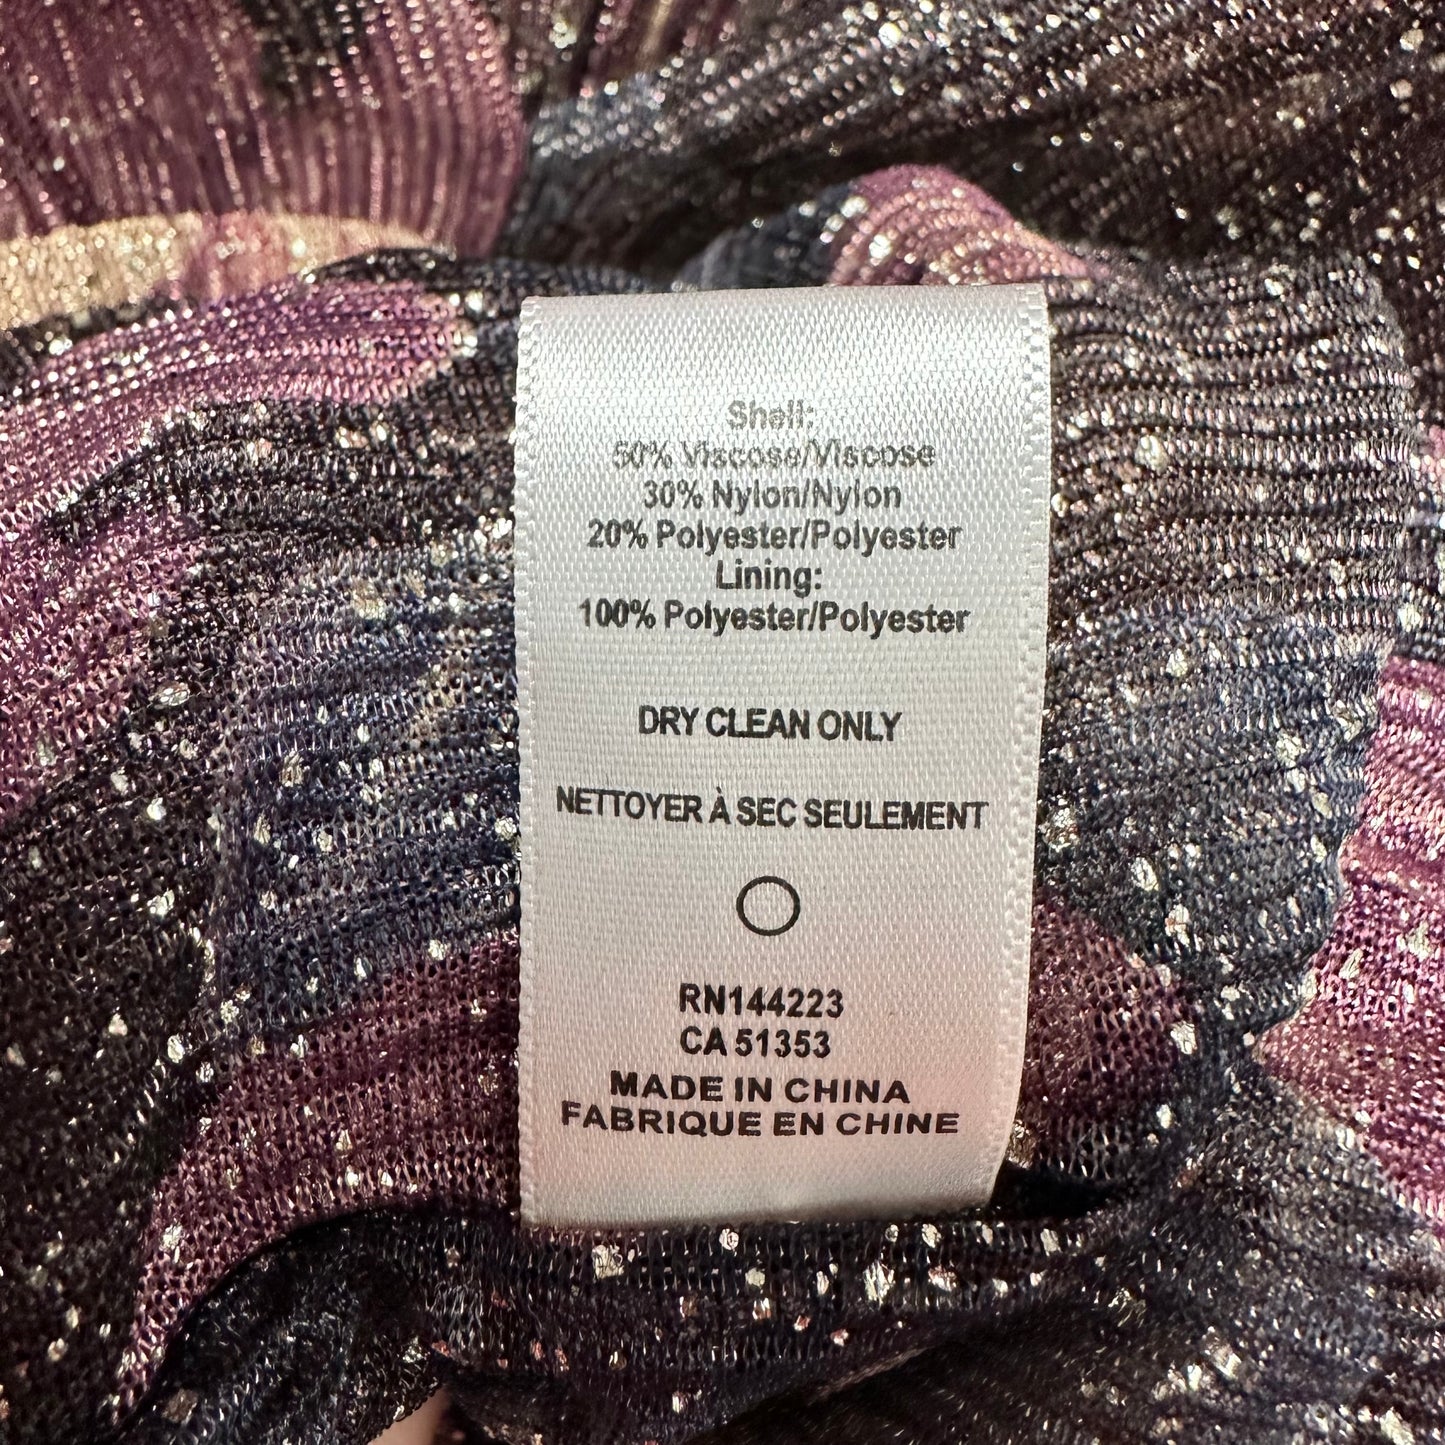 Shell:
50% Viscose/Viscose
30% Nylon/Nylon
20% Polyester/Polyester
Lining:
100% Polyester/Polyester
DRY CLEAN ONLY
NETTOYER À SEC SEULEMENT
RN144223
CA 51353
MADE IN CHINA
FABRIQUE EN CHINE